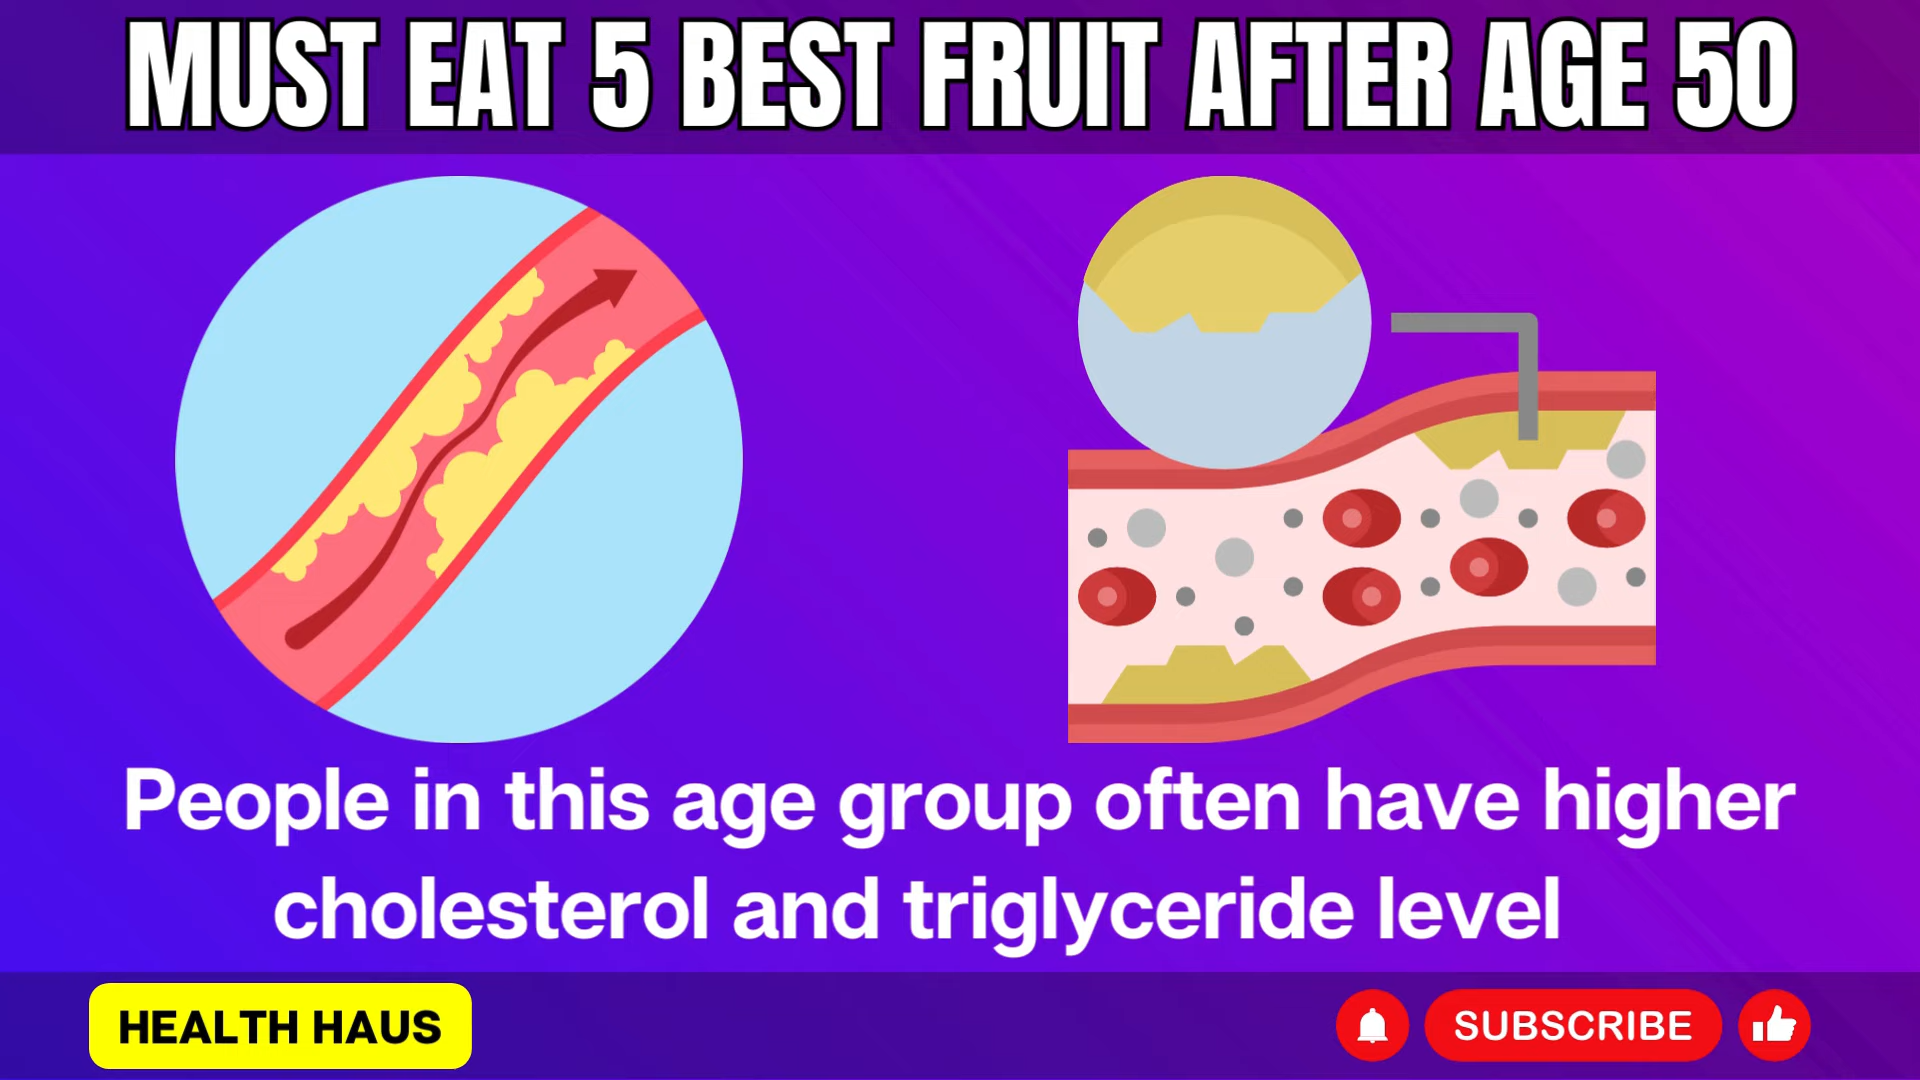 MUST EAT 5 BEST FRUIT AFTER AGE 50
People in this age group often have higher
cholesterol and triglyceride level
HEALTH HAUS
SUBSCRIBE